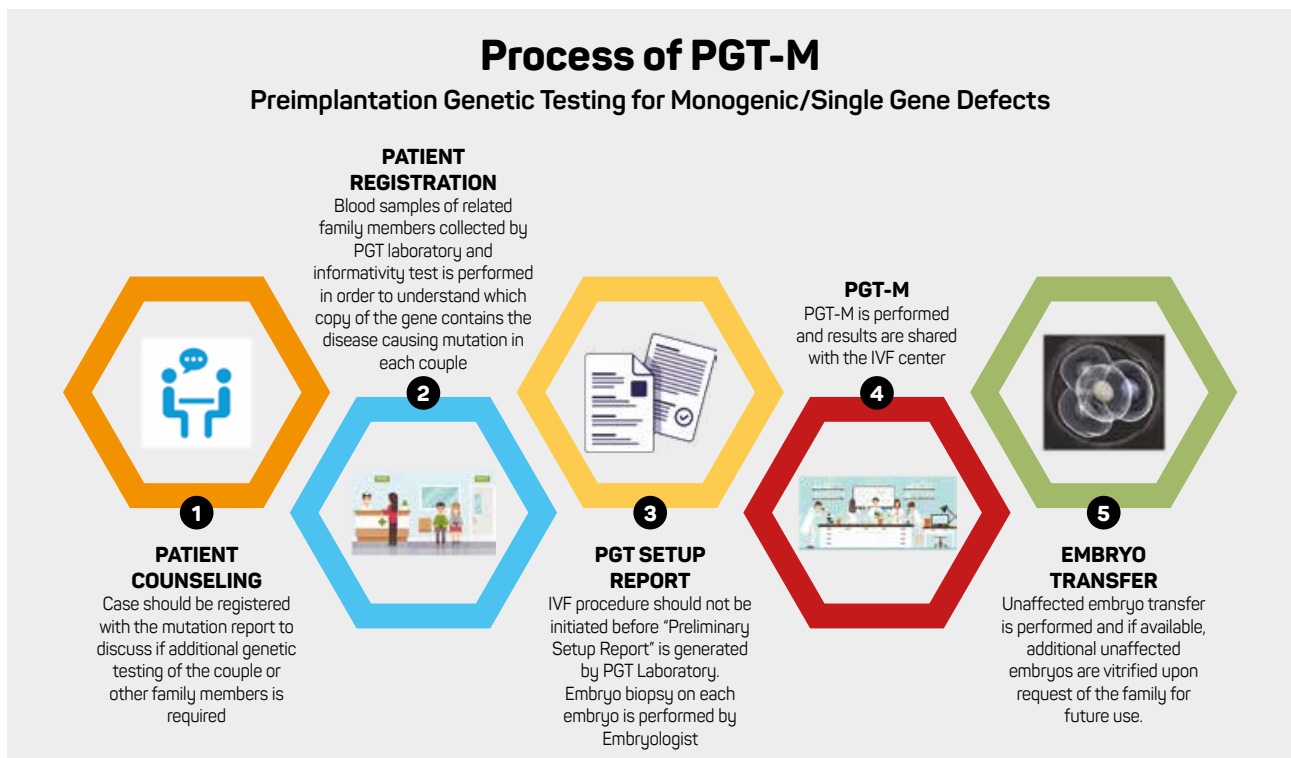 Process of PGT-M
Preimplantation Genetic Testing for Monogenic/Single Gene Defects
1
PATIENT
COUNSELING
Case should be registered
with the mutation report to
discuss if additional genetic
testing of the couple or
other family members is
required
PATIENT
REGISTRATION
Blood samples of related
family members collected by
PGT laboratory and
informativity test is performed
in order to understand which
copy of the gene contains the
disease causing mutation in
each couple
2
3
PGT SETUP
REPORT
IVF procedure should not be
initiated before “Preliminary
Setup Report” is generated
by PGT Laboratory.
Embryo biopsy on each
embryo is performed by
Embryologist
PGT-M
PGT-M is performed
and results are shared
with the IVF center
4
5
EMBRYO
TRANSFER
Unaffected embryo transfer
is performed and if available,
additional unaffected
embryos are vitrified upon
request of the family for
future use.